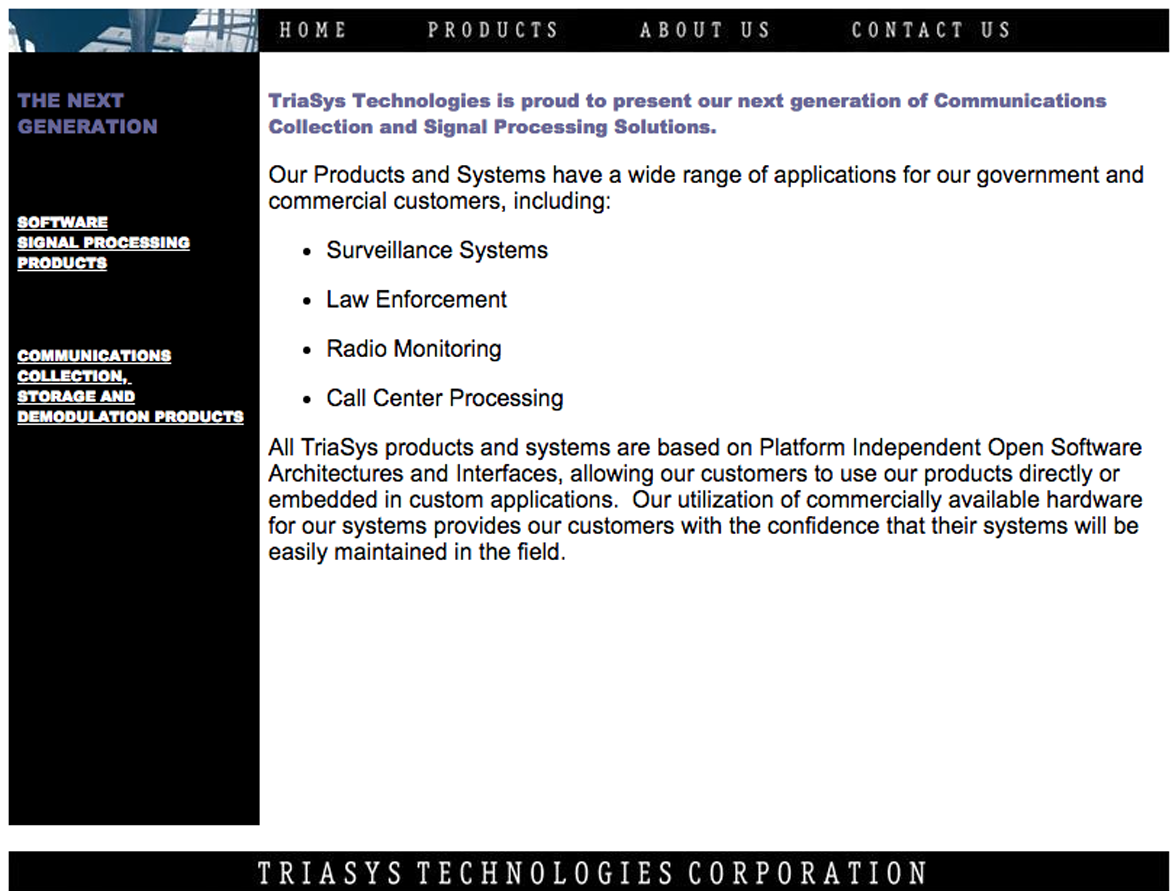 HOME PRODUCTS ABOUT US CONTACT US
THE NEXT
GENERATION
SOFTWARE
SIGNAL PROCESSING
PRODUCTS
COMMUNICATIONS
COLLECTION,
STORAGE AND
DEMODULATION PRODUCTS
TriaSys Technologies is proud to present our next generation of Communications
Collection and Signal Processing Solutions.
Our Products and Systems have a wide range of applications for our government and
commercial customers, including:
• Surveillance Systems
• Law Enforcement
• Radio Monitoring
• Call Center Processing
All TriaSys products and systems are based on Platform Independent Open Software
Architectures and Interfaces, allowing our customers to use our products directly or
embedded in custom applications.  Our utilization of commercially available hardware
for our systems provides our customers with the confidence that their systems will be
easily maintained in the field.
TRIASYS TECHNOLOGIES CORPORATION